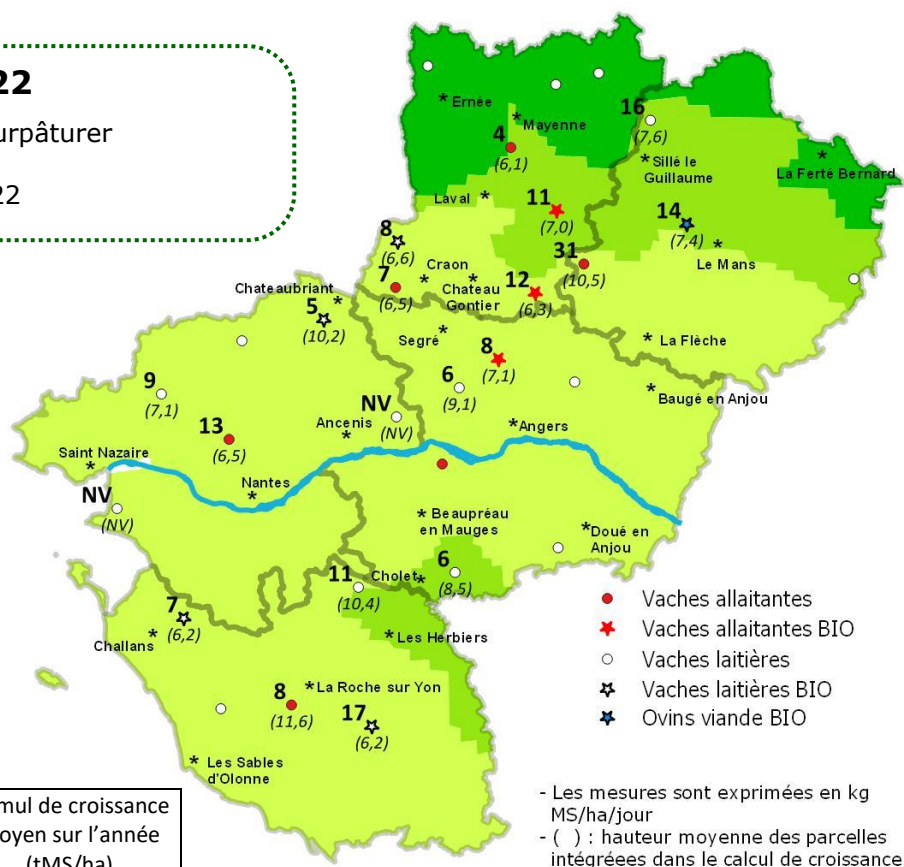 22
urpâturer
22
* Ernée
* Mayenne
4
(6,1)
16
(7,6)
* Sillé le
Guillaume
*
La Ferté Bernard
Laval *
11
(7,0)
14
(7,4)
*
Le Mans
8
(6,6)
7
(6,5)
Craon
*
*
Chateau
Gontier
12
(6,3)
31
(10,5)
Chateaubriant *
5
(10,2)
Segré *
8
(7,1)
* La Flèche
6
(9,1)
*
Baugé en Anjou
9
(7,1)
13
(6,5)
NV
(NV)
Ancenis
*
*Angers
Saint Nazaire
*
Nantes
*
NV
(NV)
* Beaupréau
en Mauges
*Doué en
Anjou
Cholet*
6
(8,5)
11
(10,4)
7
(6,2)
Challans *
* Les Herbiers
8
(11,6)
*La Roche sur Yon
17
(6,2)
* Les Sables
d'Olonne
Vaches allaitantes
Vaches allaitantes BIO
Vaches laitières
Vaches laitières BIO
Ovins viande BIO
mul de croissance
oyen sur l'année
(tMS/ha)
- Les mesures sont exprimées en kg
MS/ha/jour
- ( ) : hauteur moyenne des parcelles
intégréees dans le calcul de croissance